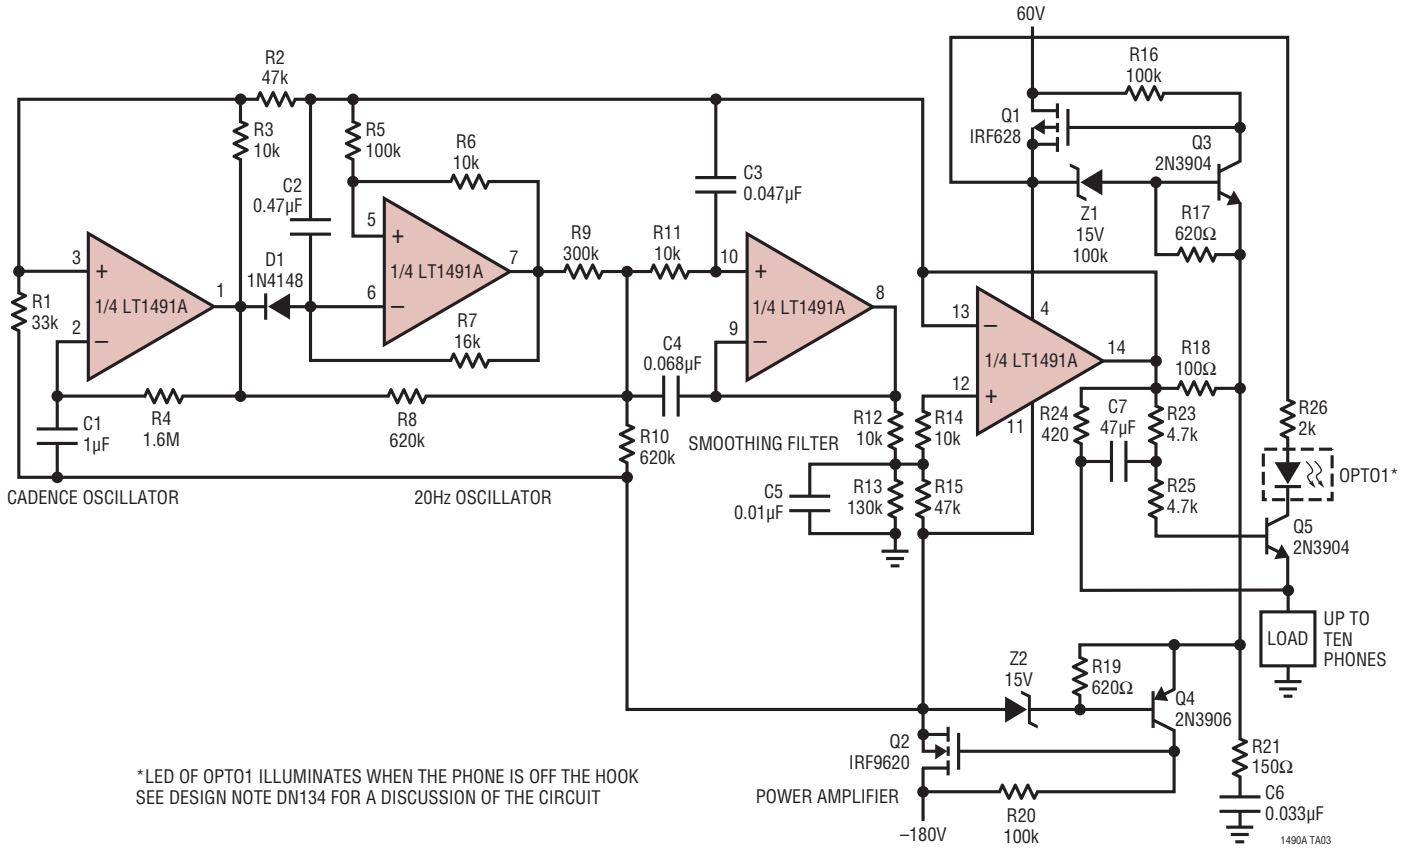 60V
R16
100k
R2
47k
Q1
IRF628
R3
10k
R5
100k
R6
10k
Q3
2N3904
C2
0.47µF
C3
0.047µF
Z1
15V
100k
R17
620Ω
5
+
1/4 LT1491A
7
6
–
R9
300k
R11
10k
10
+
1/4 LT1491A
8
9
–
D1
1N4148
3
+
1/4 LT1491A
1
2
–
R1
33k
R7
16k
C4
0.068µF
13
–
4
1/4 LT1491A
14
12
+
11
R18
100Ω
C1
1µF
R4
1.6M
R8
620k
R10
620k
SMOOTHING FILTER
R12
10k
R14
10k
R24
420
C7
47µF
R23
4.7k
R26
2k
CADENCE OSCILLATOR
20Hz OSCILLATOR
C5
0.01µF
R13
130k
R15
47k
R25
4.7k
OPTO1*
Q5
2N3904
LOAD
UP TO
TEN
PHONES
Z2
15V
R19
620Ω
Q4
2N3906
Q2
IRF9620
R21
150Ω
*LED OF OPTO1 ILLUMINATES WHEN THE PHONE IS OFF THE HOOK
SEE DESIGN NOTE DN134 FOR A DISCUSSION OF THE CIRCUIT
POWER AMPLIFIER
–180V
R20
100k
C6
0.033µF
1490A TA03